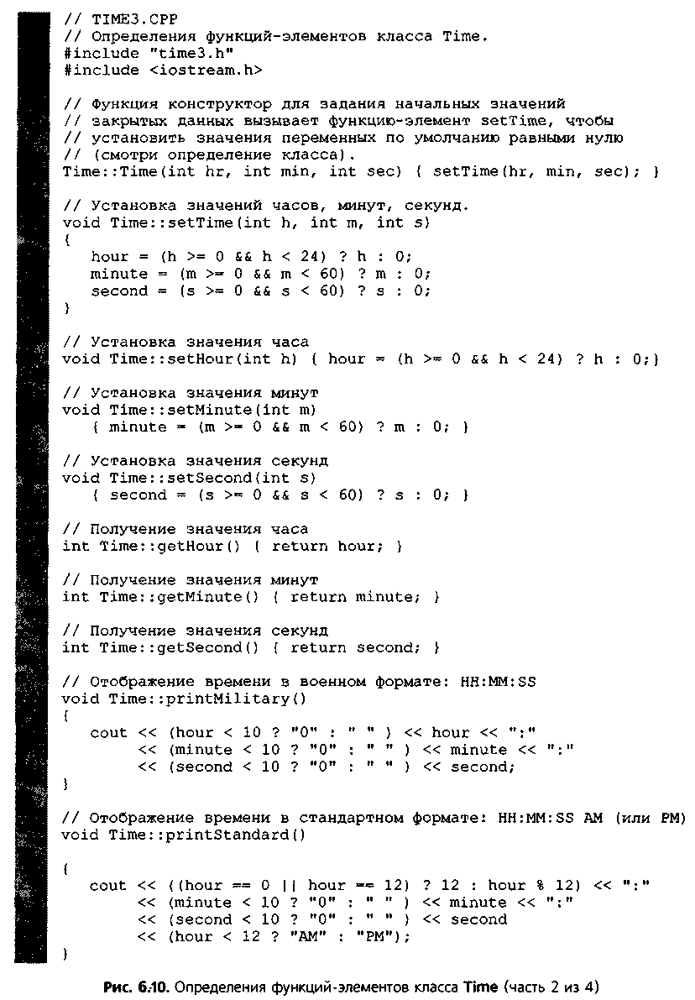 // TIME3.CPP
// Определения функций-элементов класса Time.
#include "time3.h"
#include <iostream.h>

// Функция конструктор для задания начальных значений
// закрытых данных вызывает функцию-элемент setTime, чтобы
// установить значения переменных по умолчанию равными нулю
// (смотри определение класса).
Time::Time(int hr, int min, int sec) { setTime(hr, min, sec); }

// Установка значений часов, минут, секунд.
void Time::setTime(int h, int m, int s)
{
   hour = (h >= 0 && h < 24) ? h : 0;
   minute = (m >= 0 && m < 60) ? m : 0;
   second = (s >= 0 && s < 60) ? s : 0;
}

// Установка значения часа
void Time::setHour(int h) { hour = (h >= 0 && h < 24) ? h : 0;}

// Установка значения минут
void Time::setMinute(int m)
   { minute = (m >= 0 && m < 60) ? m : 0; }

// Установка значения секунд
void Time::setSecond(int s)
   { second = (s >= 0 && s < 60) ? s : 0; }

// Получение значения часа
int Time::getHour() { return hour; }

// Получение значения минут
int Time::getMinute() { return minute; }

// Получение значения секунд
int Time::getSecond() { return second; }

// Отображение времени в военном формате: HH:MM:SS
void Time::printMilitary()
{
   cout << (hour < 10 ? "0" : " " ) << hour << ":"
        << (minute < 10 ? "0" : " " ) << minute << ":"
        << (second < 10 ? "0" : " " ) << second;
}

// Отображение времени в стандартном формате: HH:MM:SS AM (или PM)
void Time::printStandard()

{
   cout << ((hour == 0 || hour == 12) ? 12 : hour % 12) << ":"
        << (minute < 10 ? "0" : " " ) << minute << ":"
        << (second < 10 ? "0" : " " ) << second
        << (hour < 12 ? "AM" : "PM");
}

Рис. 6.10. Определения функций-элементов класса Time (часть 2 из 4)